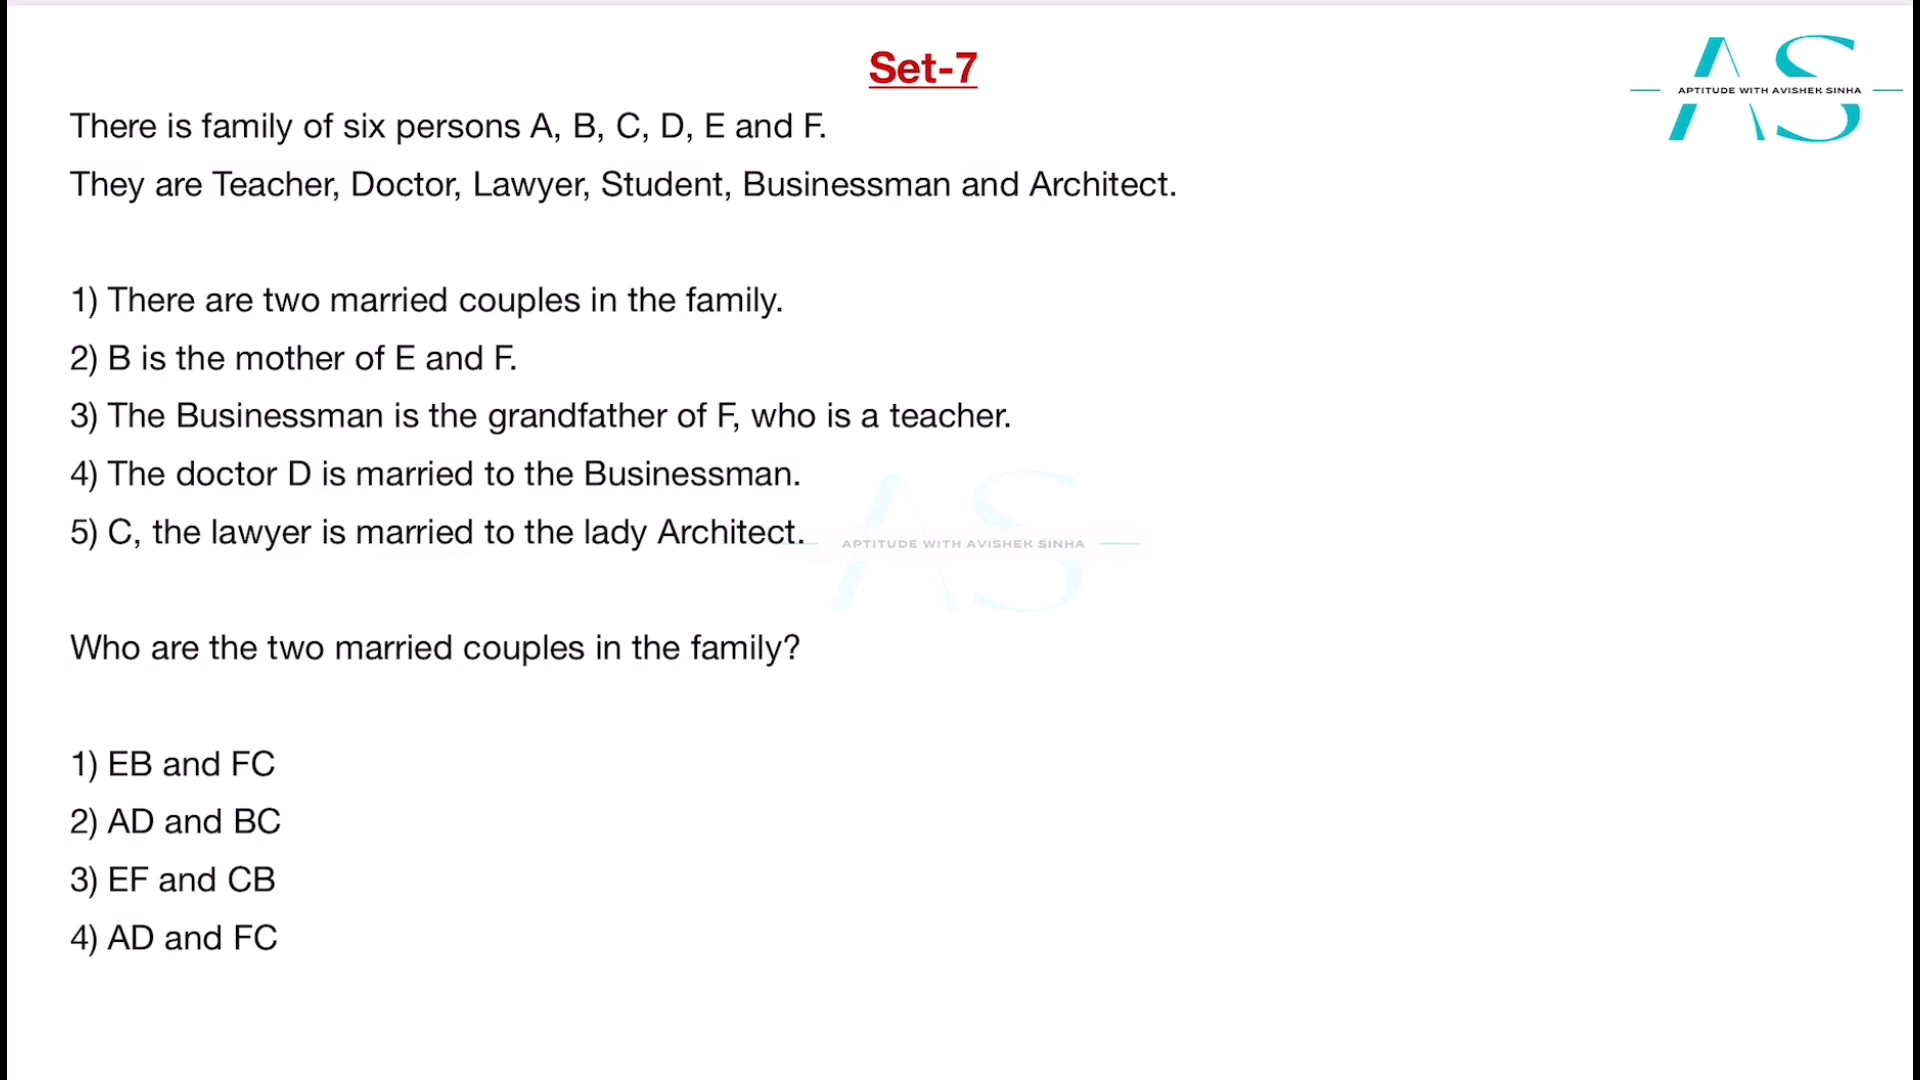 Set-7
APTITUDE WITH AVISHEK SINHA
There is family of six persons A, B, C, D, E and F.
They are Teacher, Doctor, Lawyer, Student, Businessman and Architect.
1) There are two married couples in the family.
2) B is the mother of E and F.
3) The Businessman is the grandfather of F, who is a teacher.
4) The doctor D is married to the Businessman.
5) C, the lawyer is married to the lady Architect.
APTITUDE WITH AVISHEK SINHA
Who are the two married couples in the family?
1) EB and FC
2) AD and BC
3) EF and CB
4) AD and FC